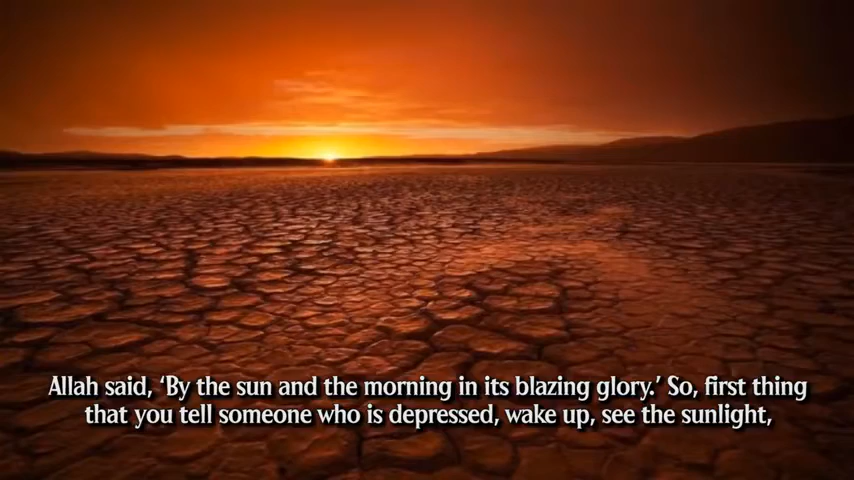 Allah said, ‘By the sun and the morning in its blazing glory.’ So, first thing
that you tell someone who is depressed, wake up, see the sunlight,